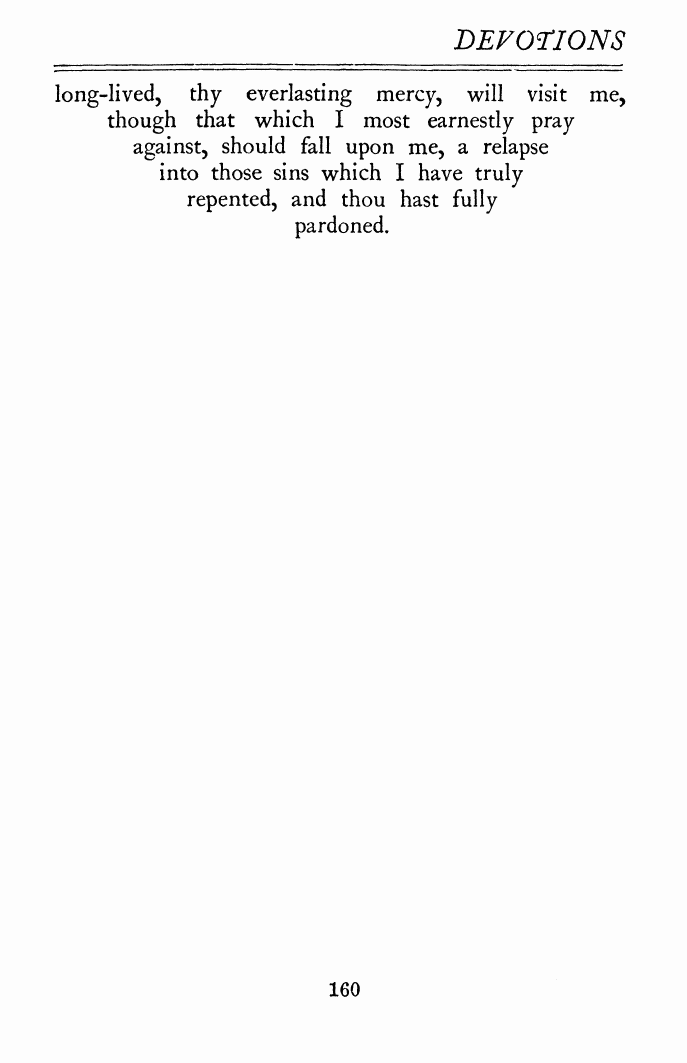 DEVOTIONS
long-lived, thy everlasting mercy, will visit me,
though that which I most earnestly pray
against, should fall upon me, a relapse
into those sins which I have truly
repented, and thou hast fully
pardoned.
160